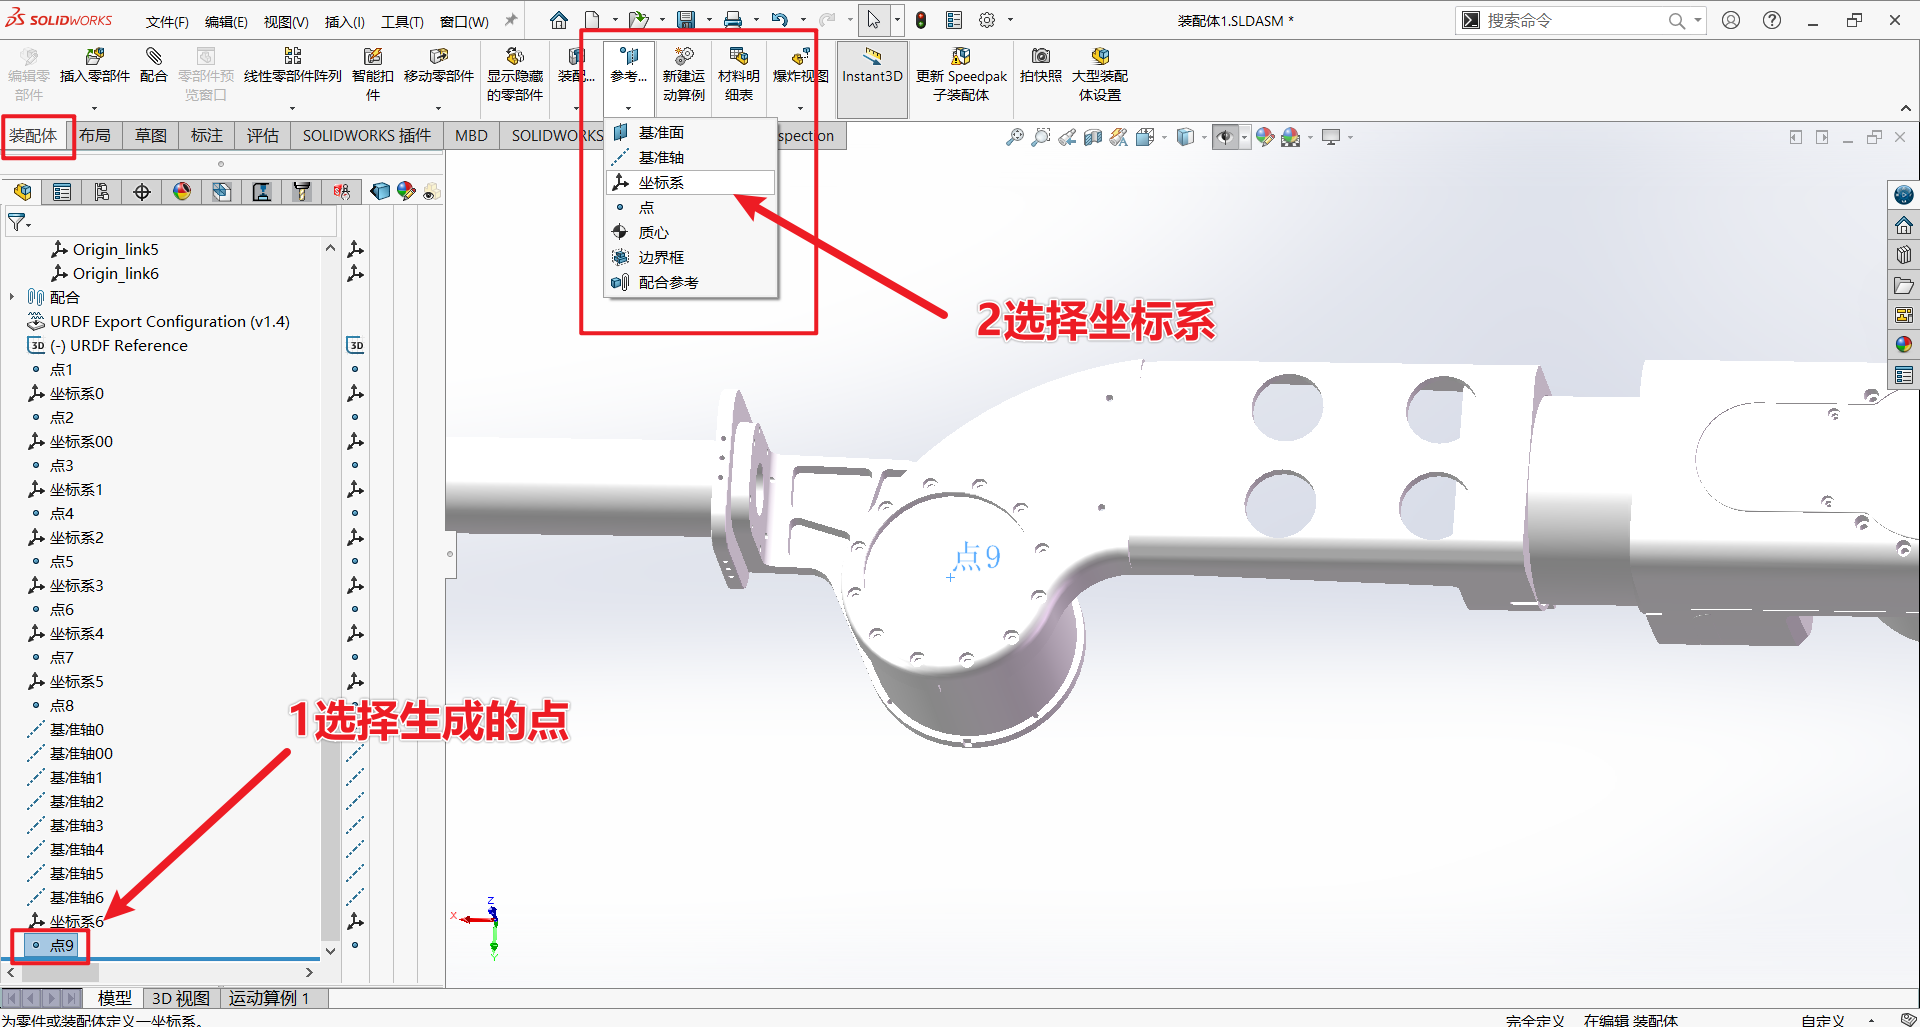 SOLIDWORKS
文件(F)
编辑(E)
视图(V)
插入(I)
工具(T)
窗口(W)
装配体1.SLDASM *
搜索命令
编辑零
部件
插入零部件
配合
零部件预
览窗口
线性零部件阵列
智能扣
件
移动零部件
显示隐藏
的零部件
装配...
参考...
新建运
动算例
材料明
细表
爆炸视图
Instant3D
更新 Speedpak
子装配体
拍快照
大型装配
体设置
装配体
布局
草图
标注
评估
SOLIDWORKS 插件
MBD
SOLIDWORKS
spection
基准面
基准轴
坐标系
点
质心
边界框
配合参考
2选择坐标系
Origin_link5
Origin_link6
配合
URDF Export Configuration (v1.4)
3D
(-) URDF Reference
3D
点1
坐标系0
点2
坐标系00
点3
坐标系1
点4
坐标系2
点5
坐标系3
点6
坐标系4
点7
坐标系5
点8
基准轴0
基准轴00
基准轴1
基准轴2
基准轴3
基准轴4
基准轴5
基准轴6
坐标系6
点9
1选择生成的点
点9
Z
X
Y
模型
3D 视图
运动算例 1
为零件或装配体定义一坐标系。
完全定义
在编辑 装配体
自定义